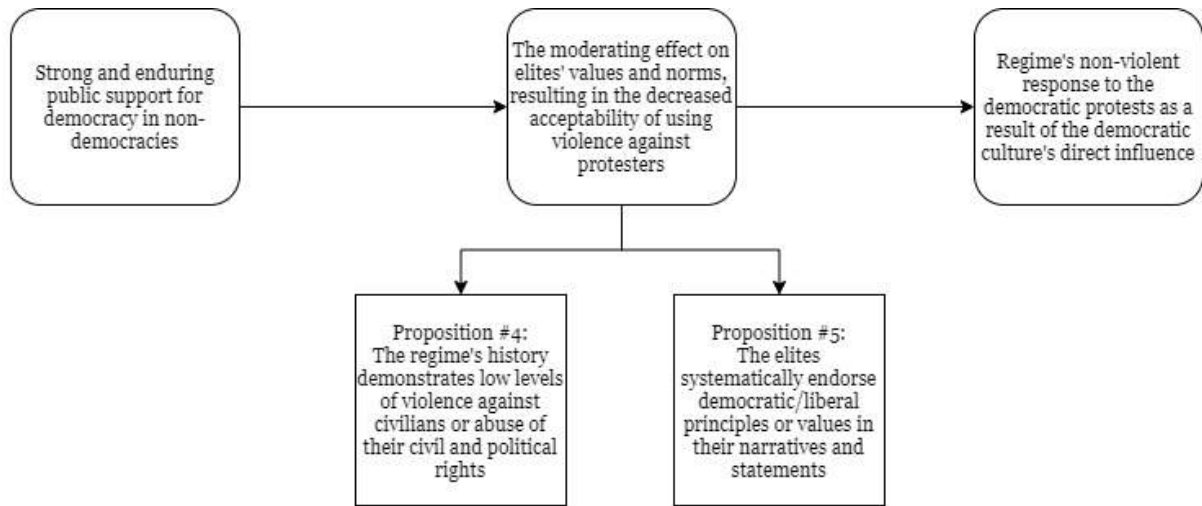 Strong and enduring
public support for
democracy in non-
democracies
The moderating effect on
elites' values and norms,
resulting in the decreased
acceptability of using
violence against
protesters
Regime's non-violent
response to the
democratic protests as a
result of the democratic
culture's direct influence
Proposition #4:
The regime's history
demonstrates low levels
of violence against
civilians or abuse of
their civil and political
rights
Proposition #5:
The elites
systematically endorse
democratic/liberal
principles or values in
their narratives and
statements